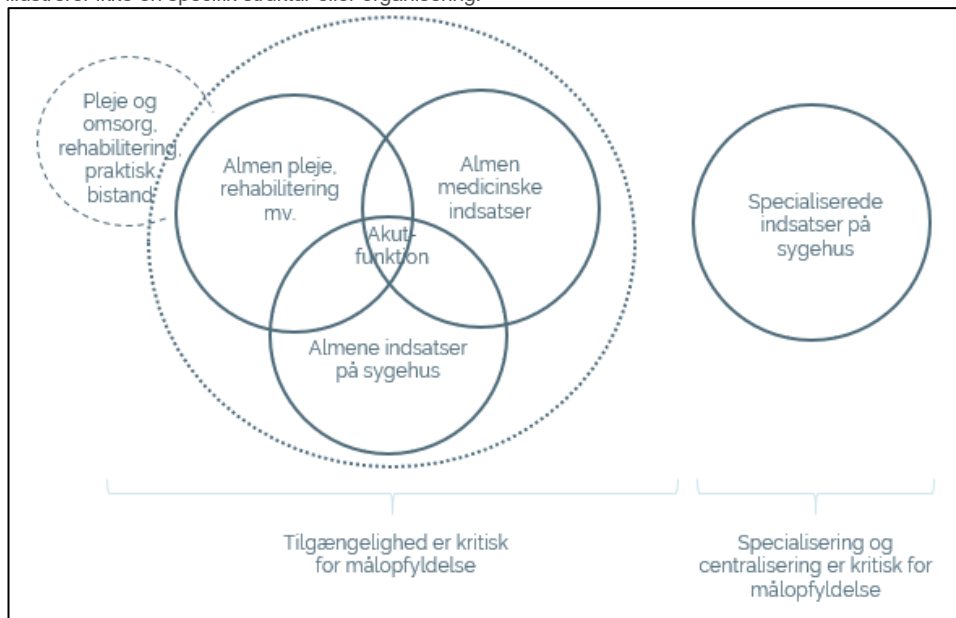 illustrerer ikke en specifik struktur eller organisering.
Pleje og
omsorg,
rehabilitering,
praktisk
bistand
Almen pleje,
rehabilitering
mv.
Almen
medicinske
indsatser
Akut-
funktion
Almene indsatser
på sygehus
Specialiserede
indsatser på
sygehus
Tilgængelighed er kritisk
for målopfyldelse
Specialisering og
centralisering er kritisk for
målopfyldelse